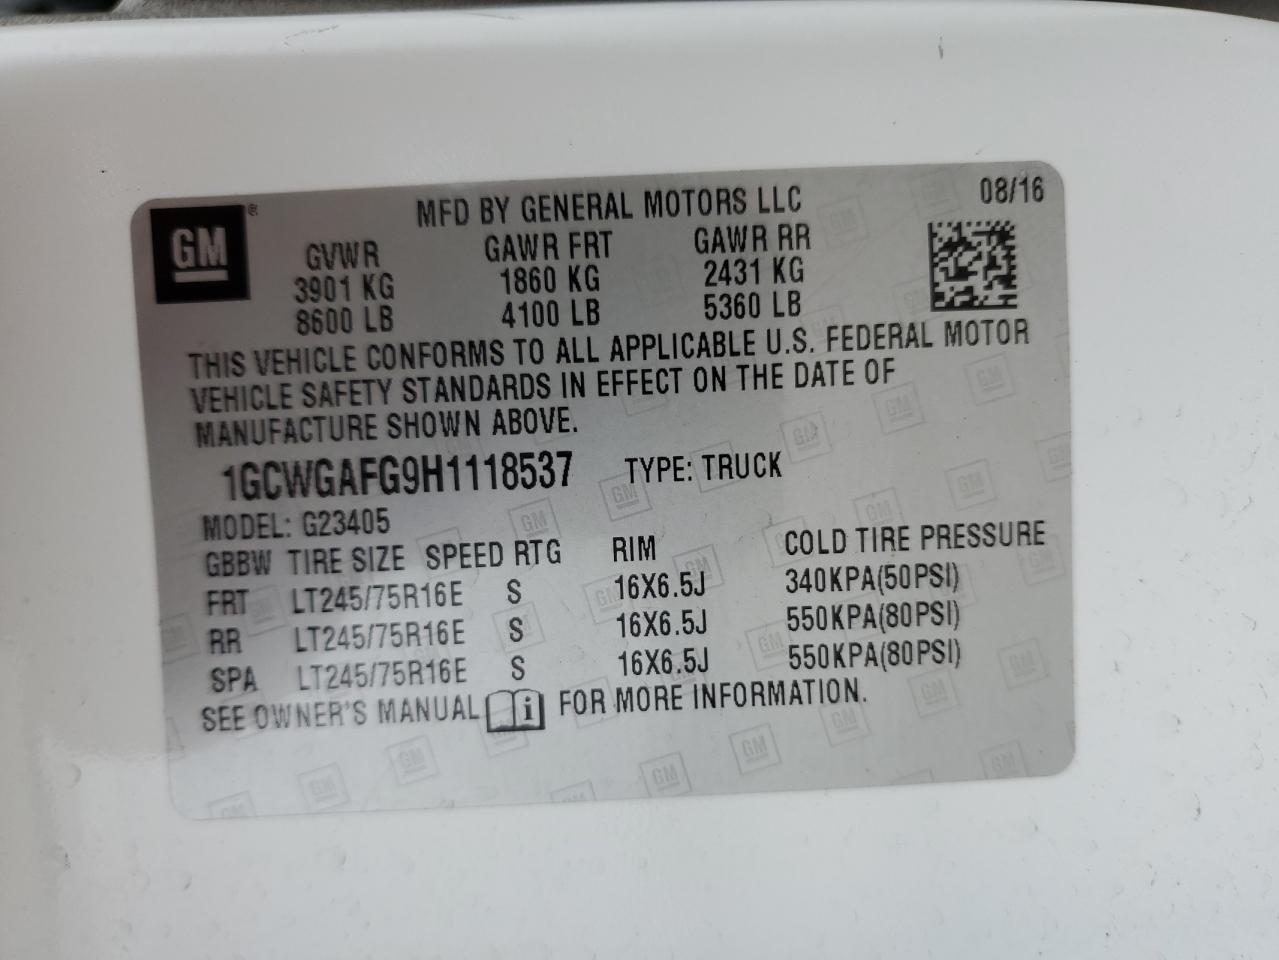 MFD BY GENERAL MOTORS LLC 08/16
GM ®
GVWR GAWR FRT GAWR RR
3901 KG 1860 KG 2431 KG
8600 LB 4100 LB 5360 LB
THIS VEHICLE CONFORMS TO ALL APPLICABLE U.S. FEDERAL MOTOR
VEHICLE SAFETY STANDARDS IN EFFECT ON THE DATE OF
MANUFACTURE SHOWN ABOVE.
1GCWGAFG9H1118537 TYPE: TRUCK
MODEL: G23405
GBBW TIRE SIZE SPEED RTG RIM COLD TIRE PRESSURE
FRT LT245/75R16E S 16X6.5J 340KPA(50PSI)
RR LT245/75R16E S 16X6.5J 550KPA(80PSI)
SPA LT245/75R16E S 16X6.5J 550KPA(80PSI)
SEE OWNER'S MANUAL i FOR MORE INFORMATION.